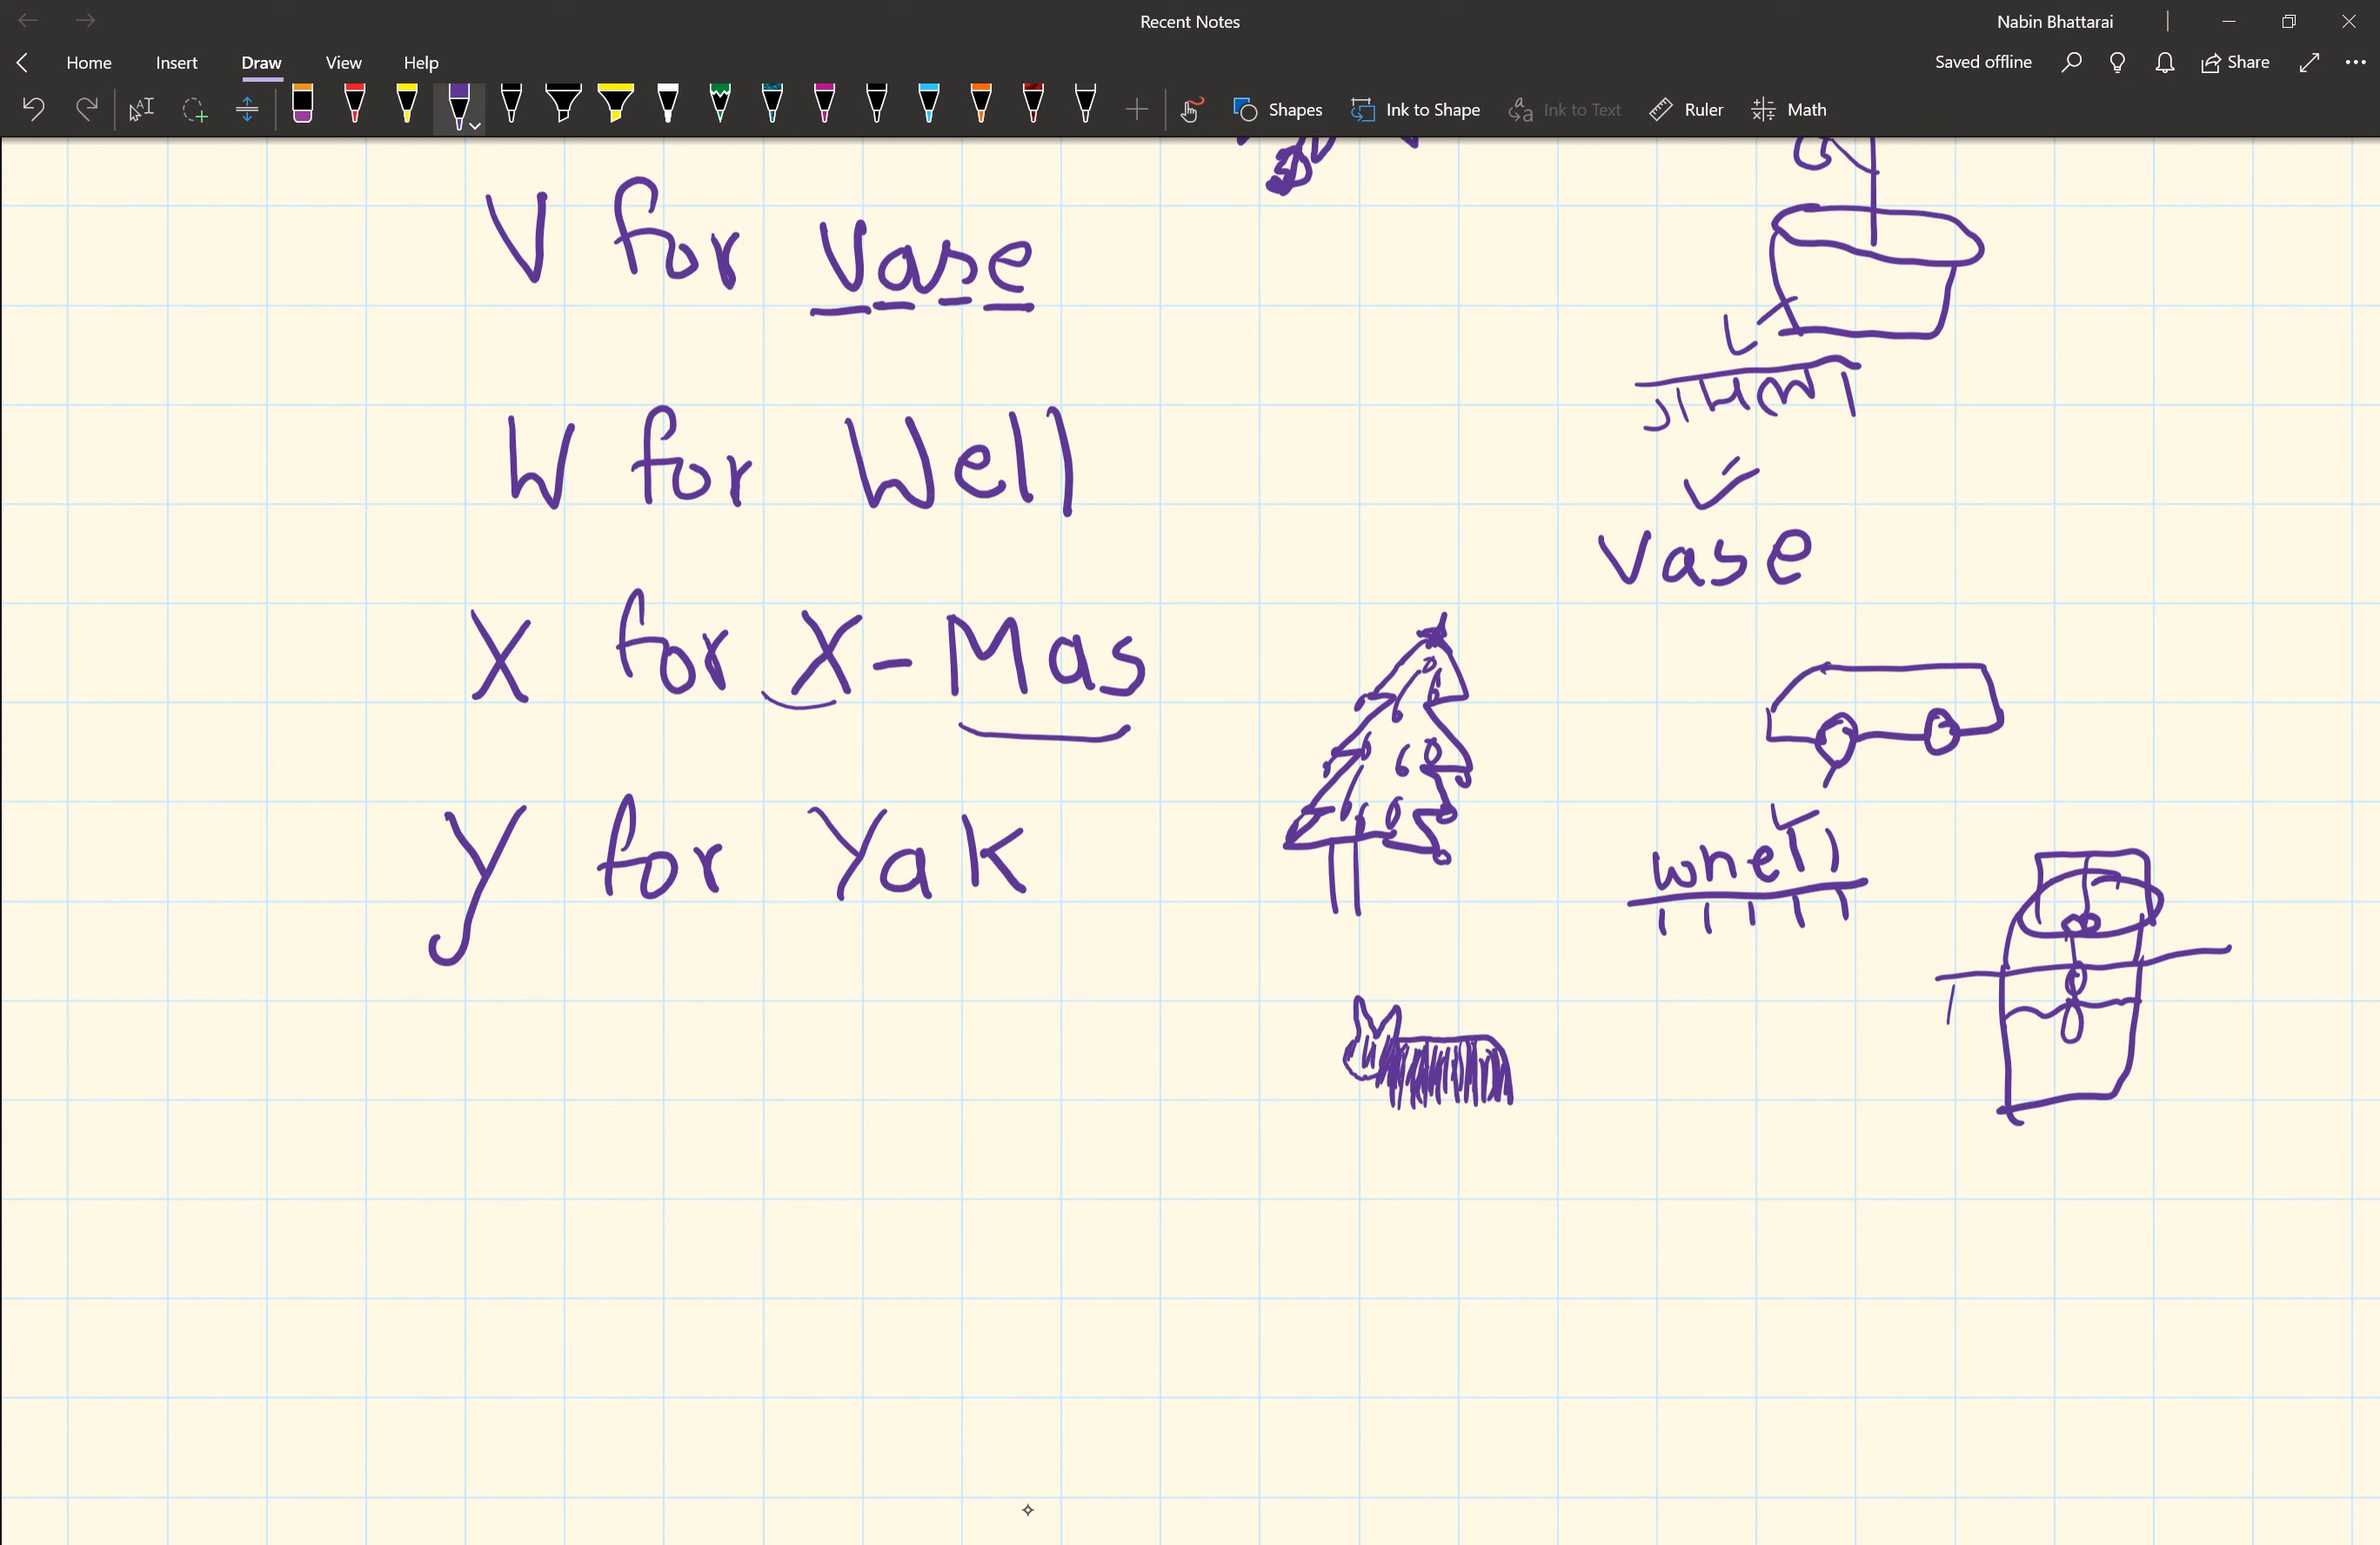 Recent Notes
Nabin Bhattarai
Home Insert Draw View Help
Saved offline
Share
Shapes
Ink to Shape
Ink to Text
Ruler
Math
V for Vase
W for Well
X for X-Mas
y for Yak
vase